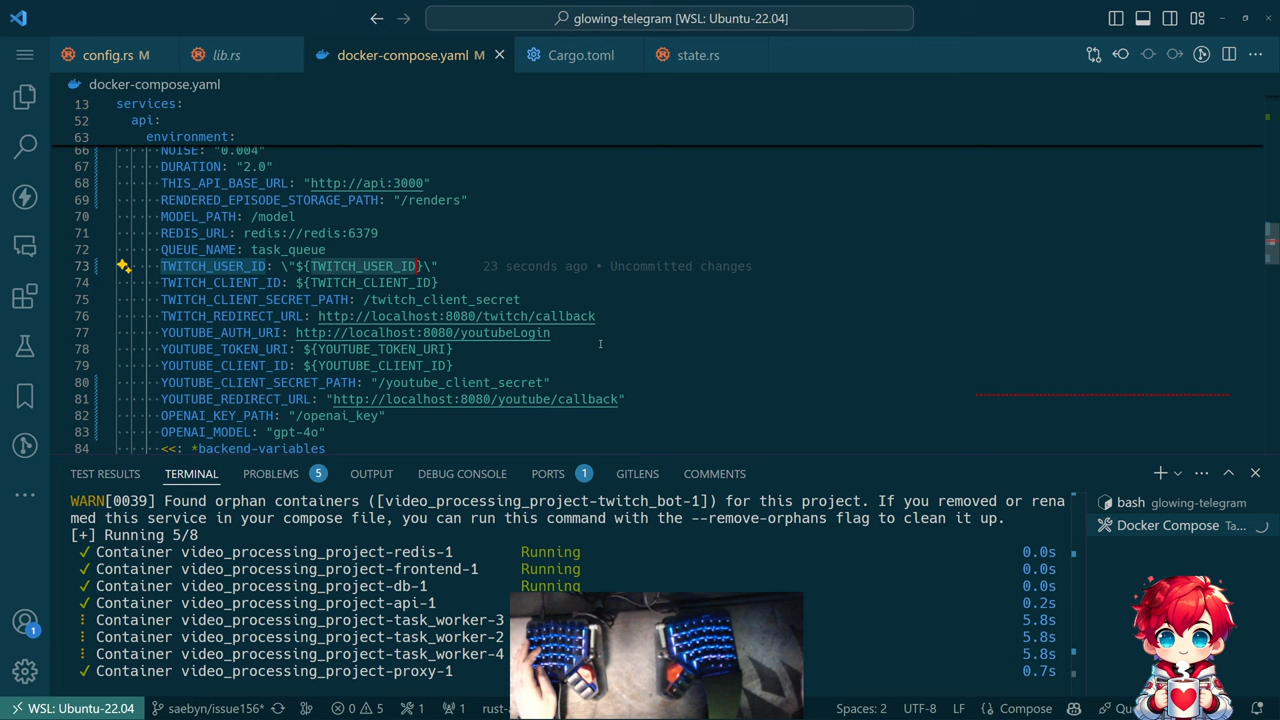 glowing-telegram [WSL: Ubuntu-22.04]
config.rs M
lib.rs
docker-compose.yaml M
Cargo.toml
state.rs
docker-compose.yaml
13 services:
52 api:
63 environment:
66 NOISE: "0.004"
67 DURATION: "2.0"
68 THIS_API_BASE_URL: "http://api:3000"
69 RENDERED_EPISODE_STORAGE_PATH: "/renders"
70 MODEL_PATH: /model
71 REDIS_URL: redis://redis:6379
72 QUEUE_NAME: task_queue
73 TWITCH_USER_ID: \"${TWITCH_USER_ID}\" 23 seconds ago • Uncommitted changes
74 TWITCH_CLIENT_ID: ${TWITCH_CLIENT_ID}
75 TWITCH_CLIENT_SECRET_PATH: /twitch_client_secret
76 TWITCH_REDIRECT_URL: http://localhost:8080/twitch/callback
77 YOUTUBE_AUTH_URI: http://localhost:8080/youtubeLogin
78 YOUTUBE_TOKEN_URI: ${YOUTUBE_TOKEN_URI}
79 YOUTUBE_CLIENT_ID: ${YOUTUBE_CLIENT_ID}
80 YOUTUBE_CLIENT_SECRET_PATH: "/youtube_client_secret"
81 YOUTUBE_REDIRECT_URL: "http://localhost:8080/youtube/callback"
82 OPENAI_KEY_PATH: "/openai_key"
83 OPENAI_MODEL: "gpt-4o"
84 <<: *backend-variables
TEST RESULTS TERMINAL PROBLEMS 5 OUTPUT DEBUG CONSOLE PORTS 1 GITLENS COMMENTS
WARN[0039] Found orphan containers ([video_processing_project-twitch_bot-1]) for this project. If you removed or rena
med this service in your compose file, you can run this command with the --remove-orphans flag to clean it up.
[+] Running 5/8
✓ Container video_processing_project-redis-1 Running 0.0s
✓ Container video_processing_project-frontend-1 Running 0.0s
✓ Container video_processing_project-db-1 Running 0.0s
✓ Container video_processing_project-api-1 0.2s
⠇ Container video_processing_project-task_worker-3 5.8s
⠇ Container video_processing_project-task_worker-2 5.8s
⠇ Container video_processing_project-task_worker-4 5.8s
✓ Container video_processing_project-proxy-1 0.7s
bash glowing-telegram
Docker Compose Ta...
1
WSL: Ubuntu-22.04 saebyn/issue156* 0 5 1 1 rust- Spaces: 2 UTF-8 LF {} Compose